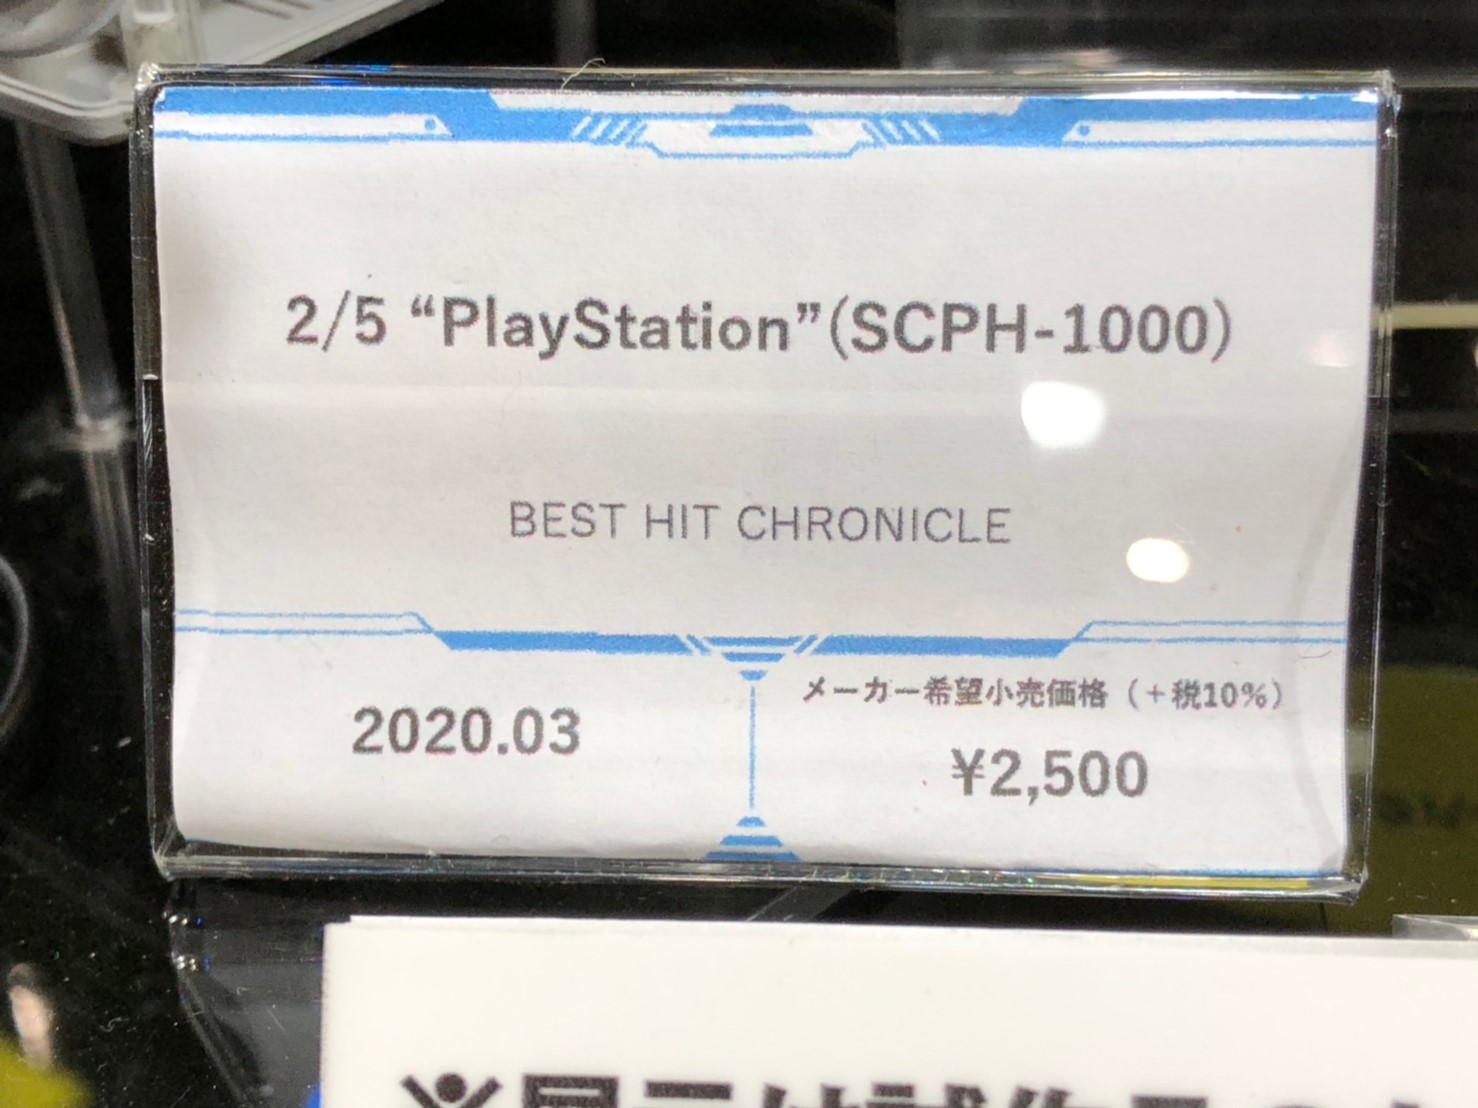 2/5 “PlayStation”(SCPH-1000)
BEST HIT CHRONICLE
2020.03
メーカー希望小売価格（+税10%）
¥2,500